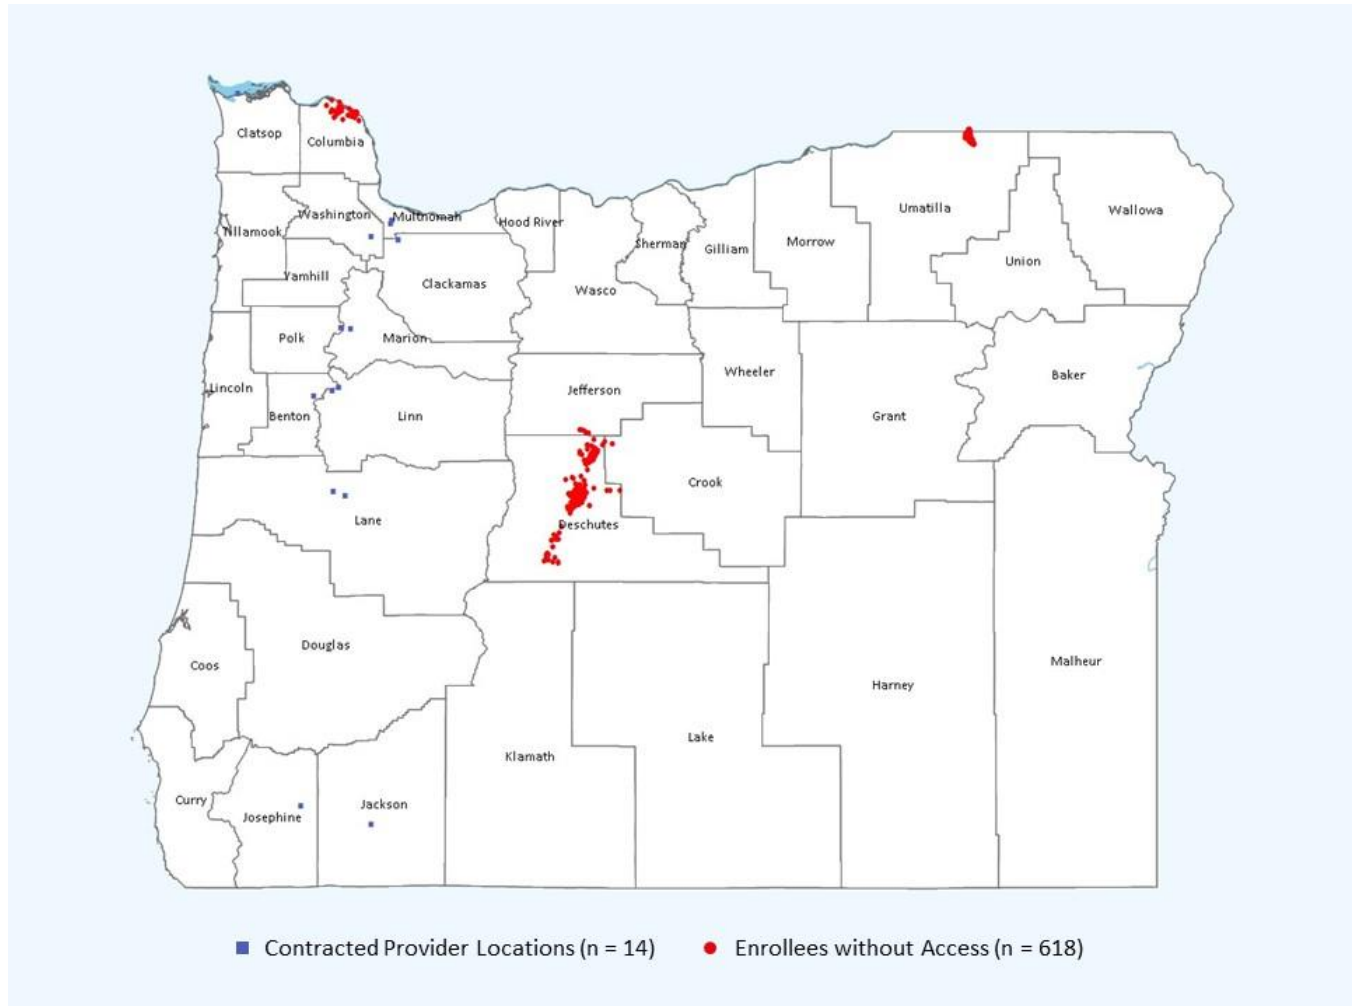 Clatsop
Columbia
Washington
Multnomah
Hood River
Tillamook
Yamhill
Clackamas
Wasco
Sherman
Gilliam
Morrow
Umatilla
Union
Wallowa
Polk
Marion
Lincoln
Benton
Linn
Jefferson
Wheeler
Grant
Baker
Crook
Deschutes
Lane
Douglas
Coos
Curry
Josephine
Jackson
Klamath
Lake
Harney
Malheur
Contracted Provider Locations (n = 14)
Enrollees without Access (n = 618)